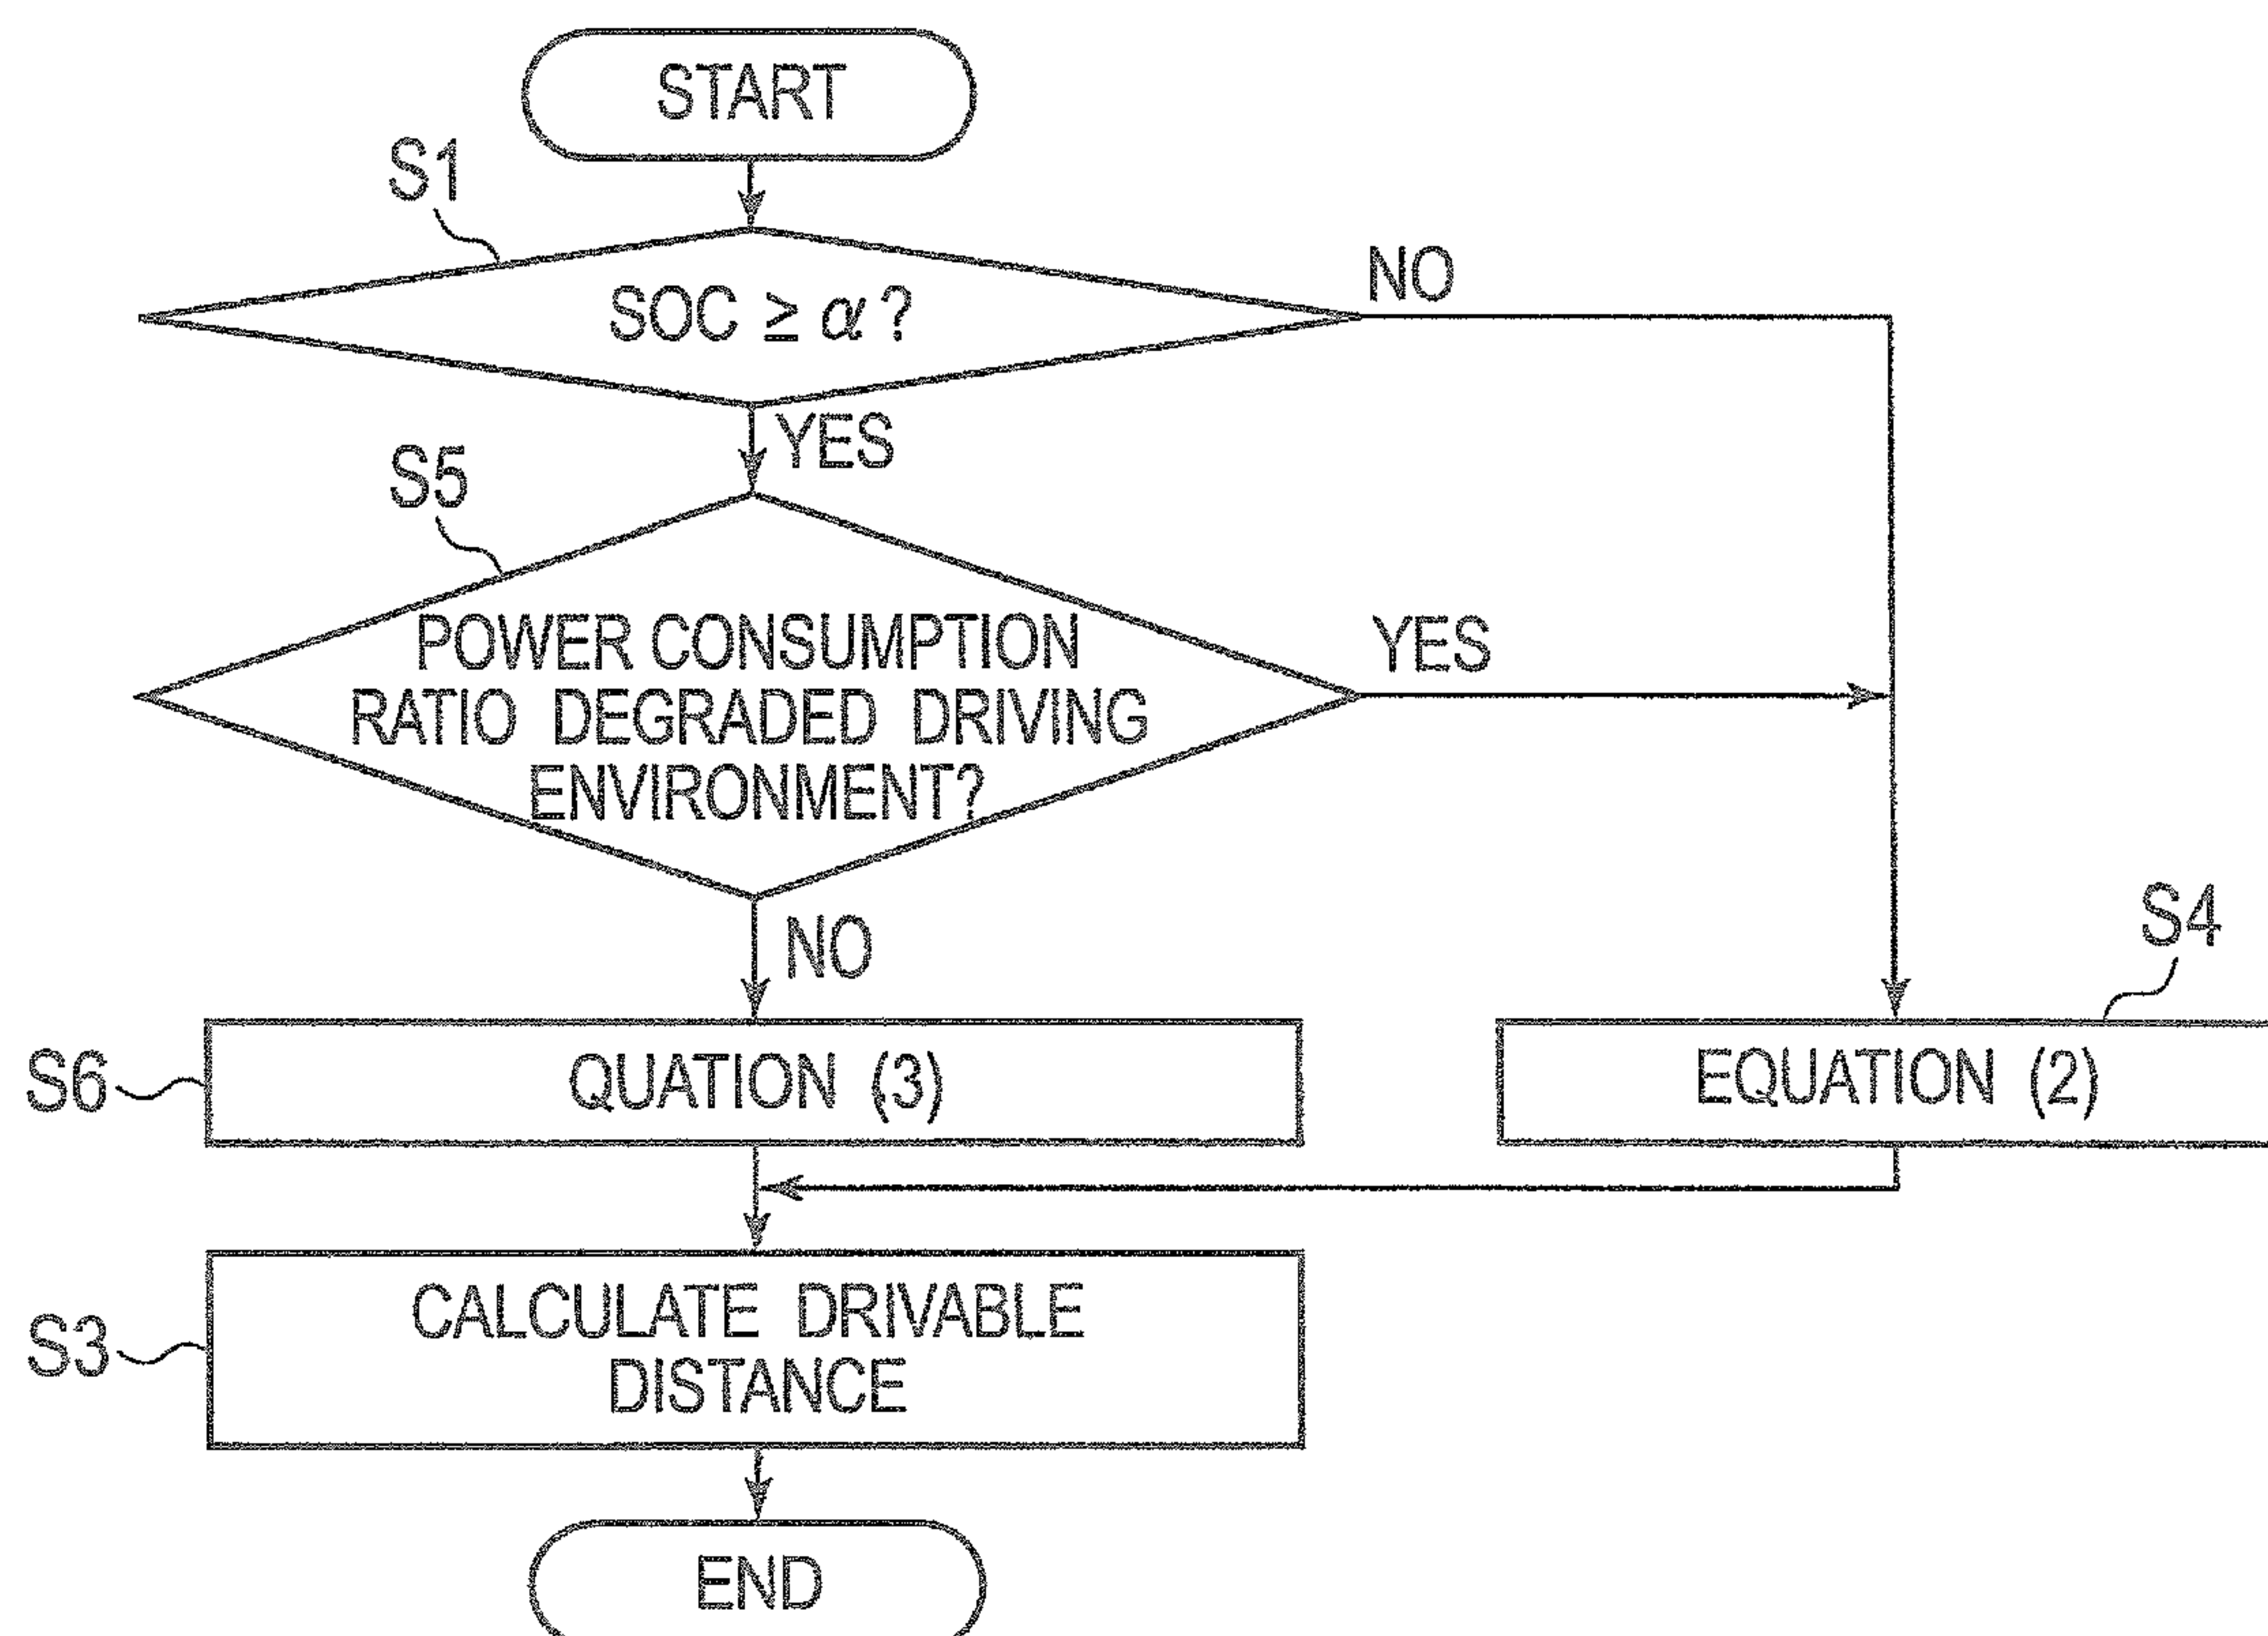 START
S1
SOC ≥ α ?
NO
YES
S5
POWER CONSUMPTION
RATIO DEGRADED DRIVING
ENVIRONMENT?
YES
NO
S4
S6
QUATION (3)
EQUATION (2)
S3
CALCULATE DRIVABLE
DISTANCE
END